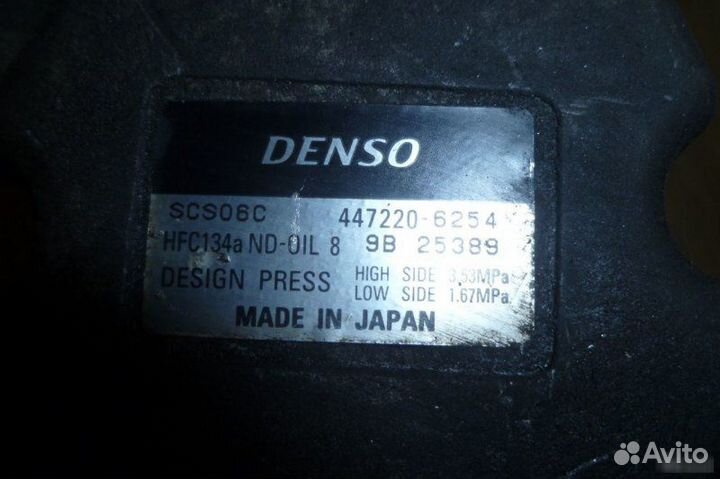 DENSO
SCS06C 447220-6254
HFC134a ND-OIL 8 9B 25389
DESIGN PRESS HIGH SIDE 3.53MPa
LOW SIDE 1.67MPa
MADE IN JAPAN
Avito